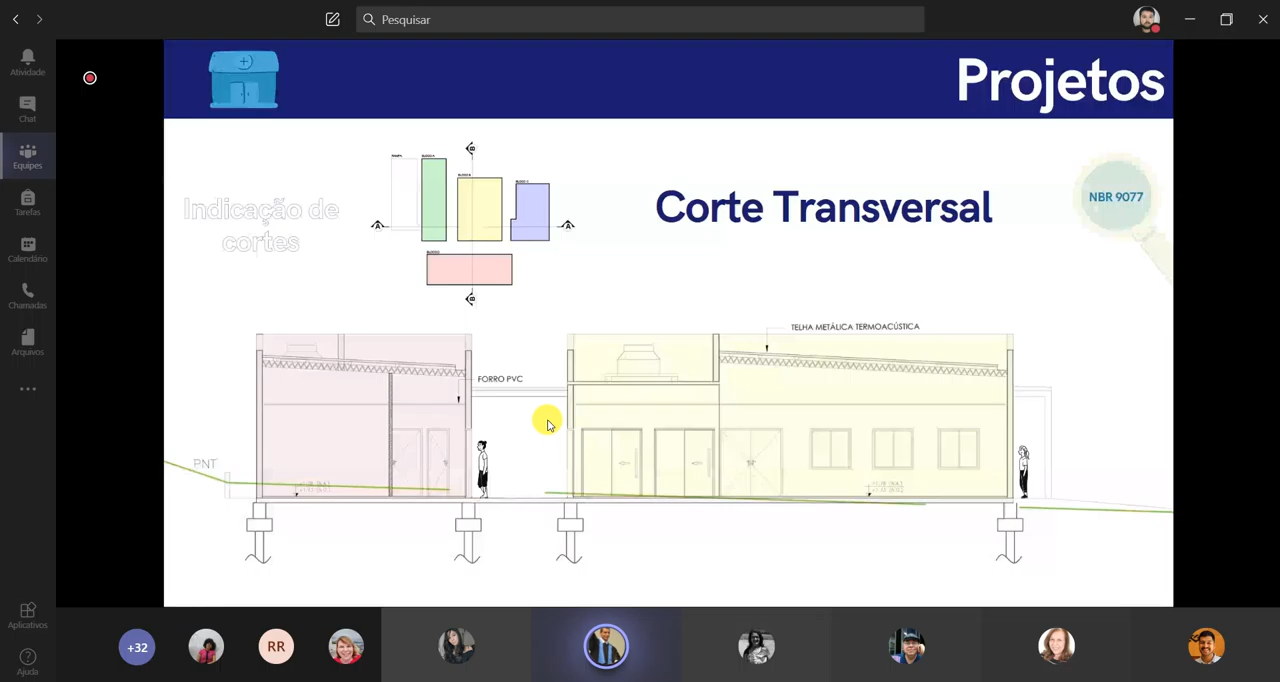 Pesquisar
Atividade
Chat
Equipes
Tarefas
Calendário
Chamadas
Arquivos
Aplicativos
Ajuda
Projetos
Indicação de
cortes
Corte Transversal
NBR 9077
A
A
B
B
TELHA METÁLICA TERMOACÚSTICA
FORRO PVC
PNT
+32
RR